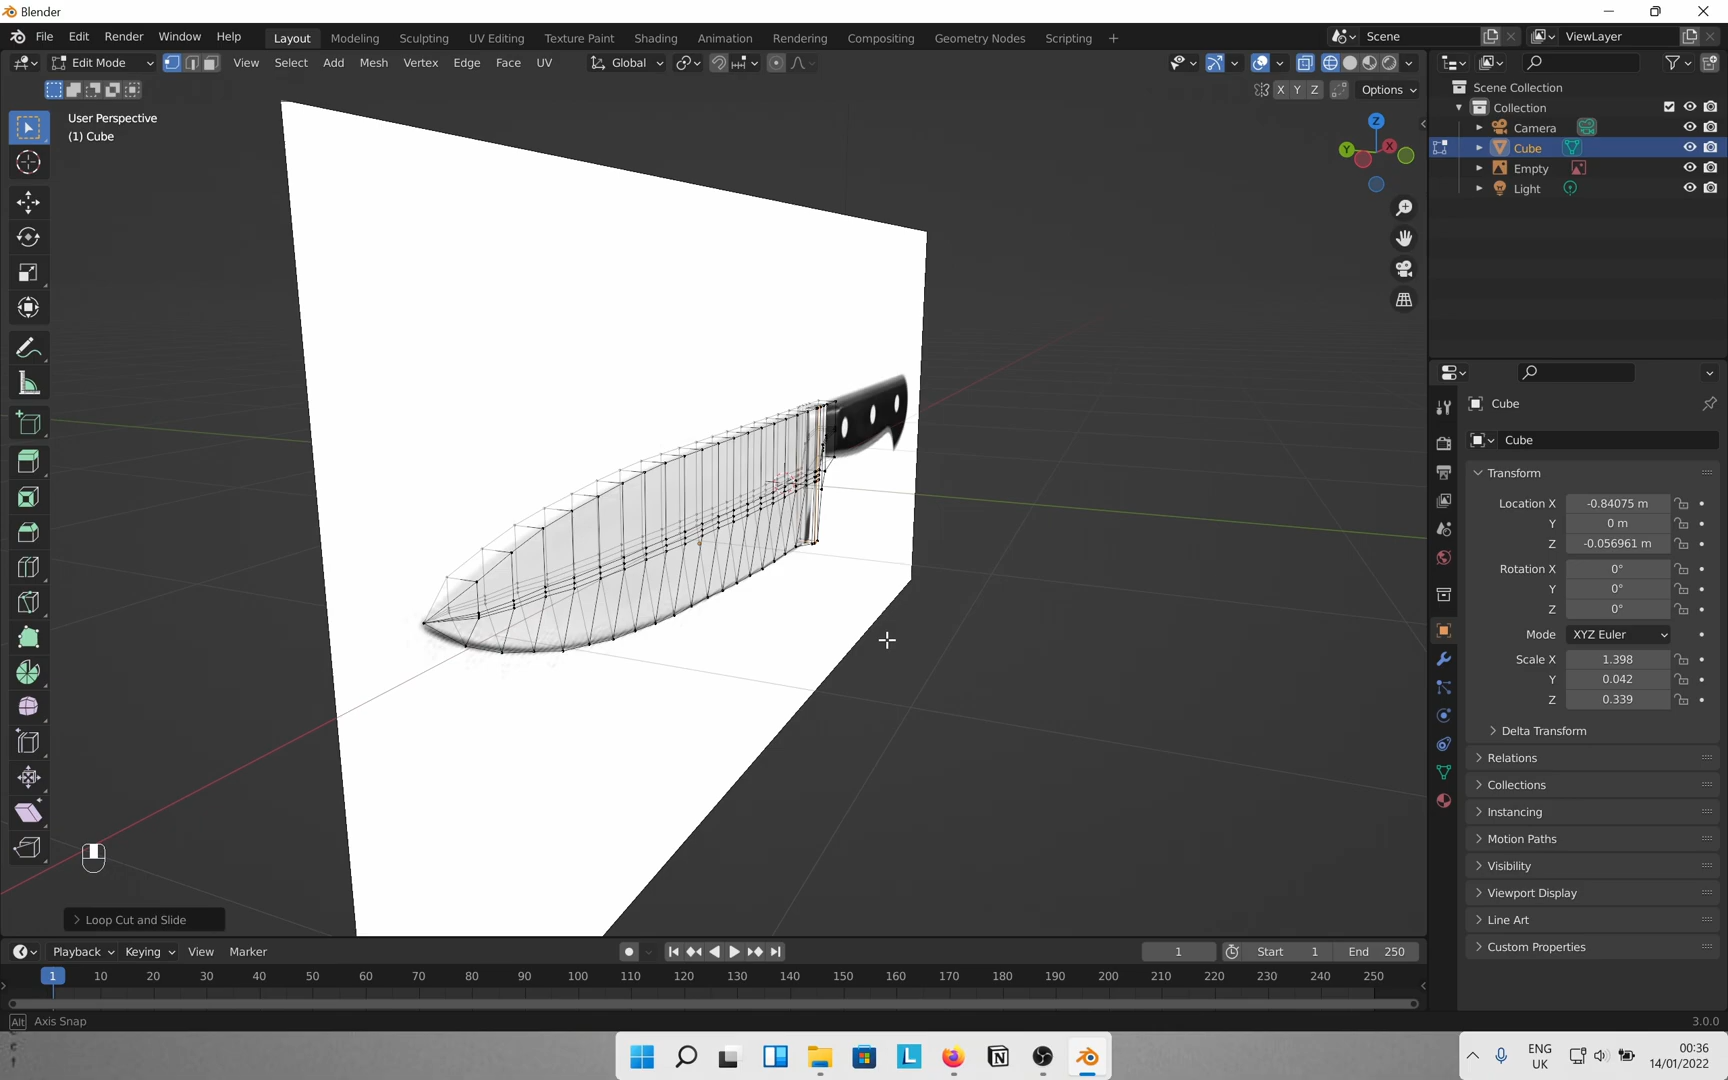 Blender
File Edit Render Window Help Layout Modeling Sculpting UV Editing Texture Paint Shading Animation Rendering Compositing Geometry Nodes Scripting + Scene ViewLayer
Edit Mode View Select Add Mesh Vertex Edge Face UV Global
X Y Z Options
User Perspective
(1) Cube
Z
Y X
Scene Collection
Collection
Camera
Cube
Empty
Light
Cube
Cube
Transform
Location X -0.84075 m
Y 0 m
Z -0.056961 m
Rotation X 0°
Y 0°
Z 0°
Mode XYZ Euler
Scale X 1.398
Y 0.042
Z 0.339
Delta Transform
Relations
Collections
Instancing
Motion Paths
Visibility
Viewport Display
Line Art
Custom Properties
Loop Cut and Slide
Playback Keying View Marker 1 Start 1 End 250
1 10 20 30 40 50 60 70 80 90 100 110 120 130 140 150 160 170 180 190 200 210 220 230 240 250
Alt Axis Snap 3.0.0
ENG
UK
00:36
14/01/2022